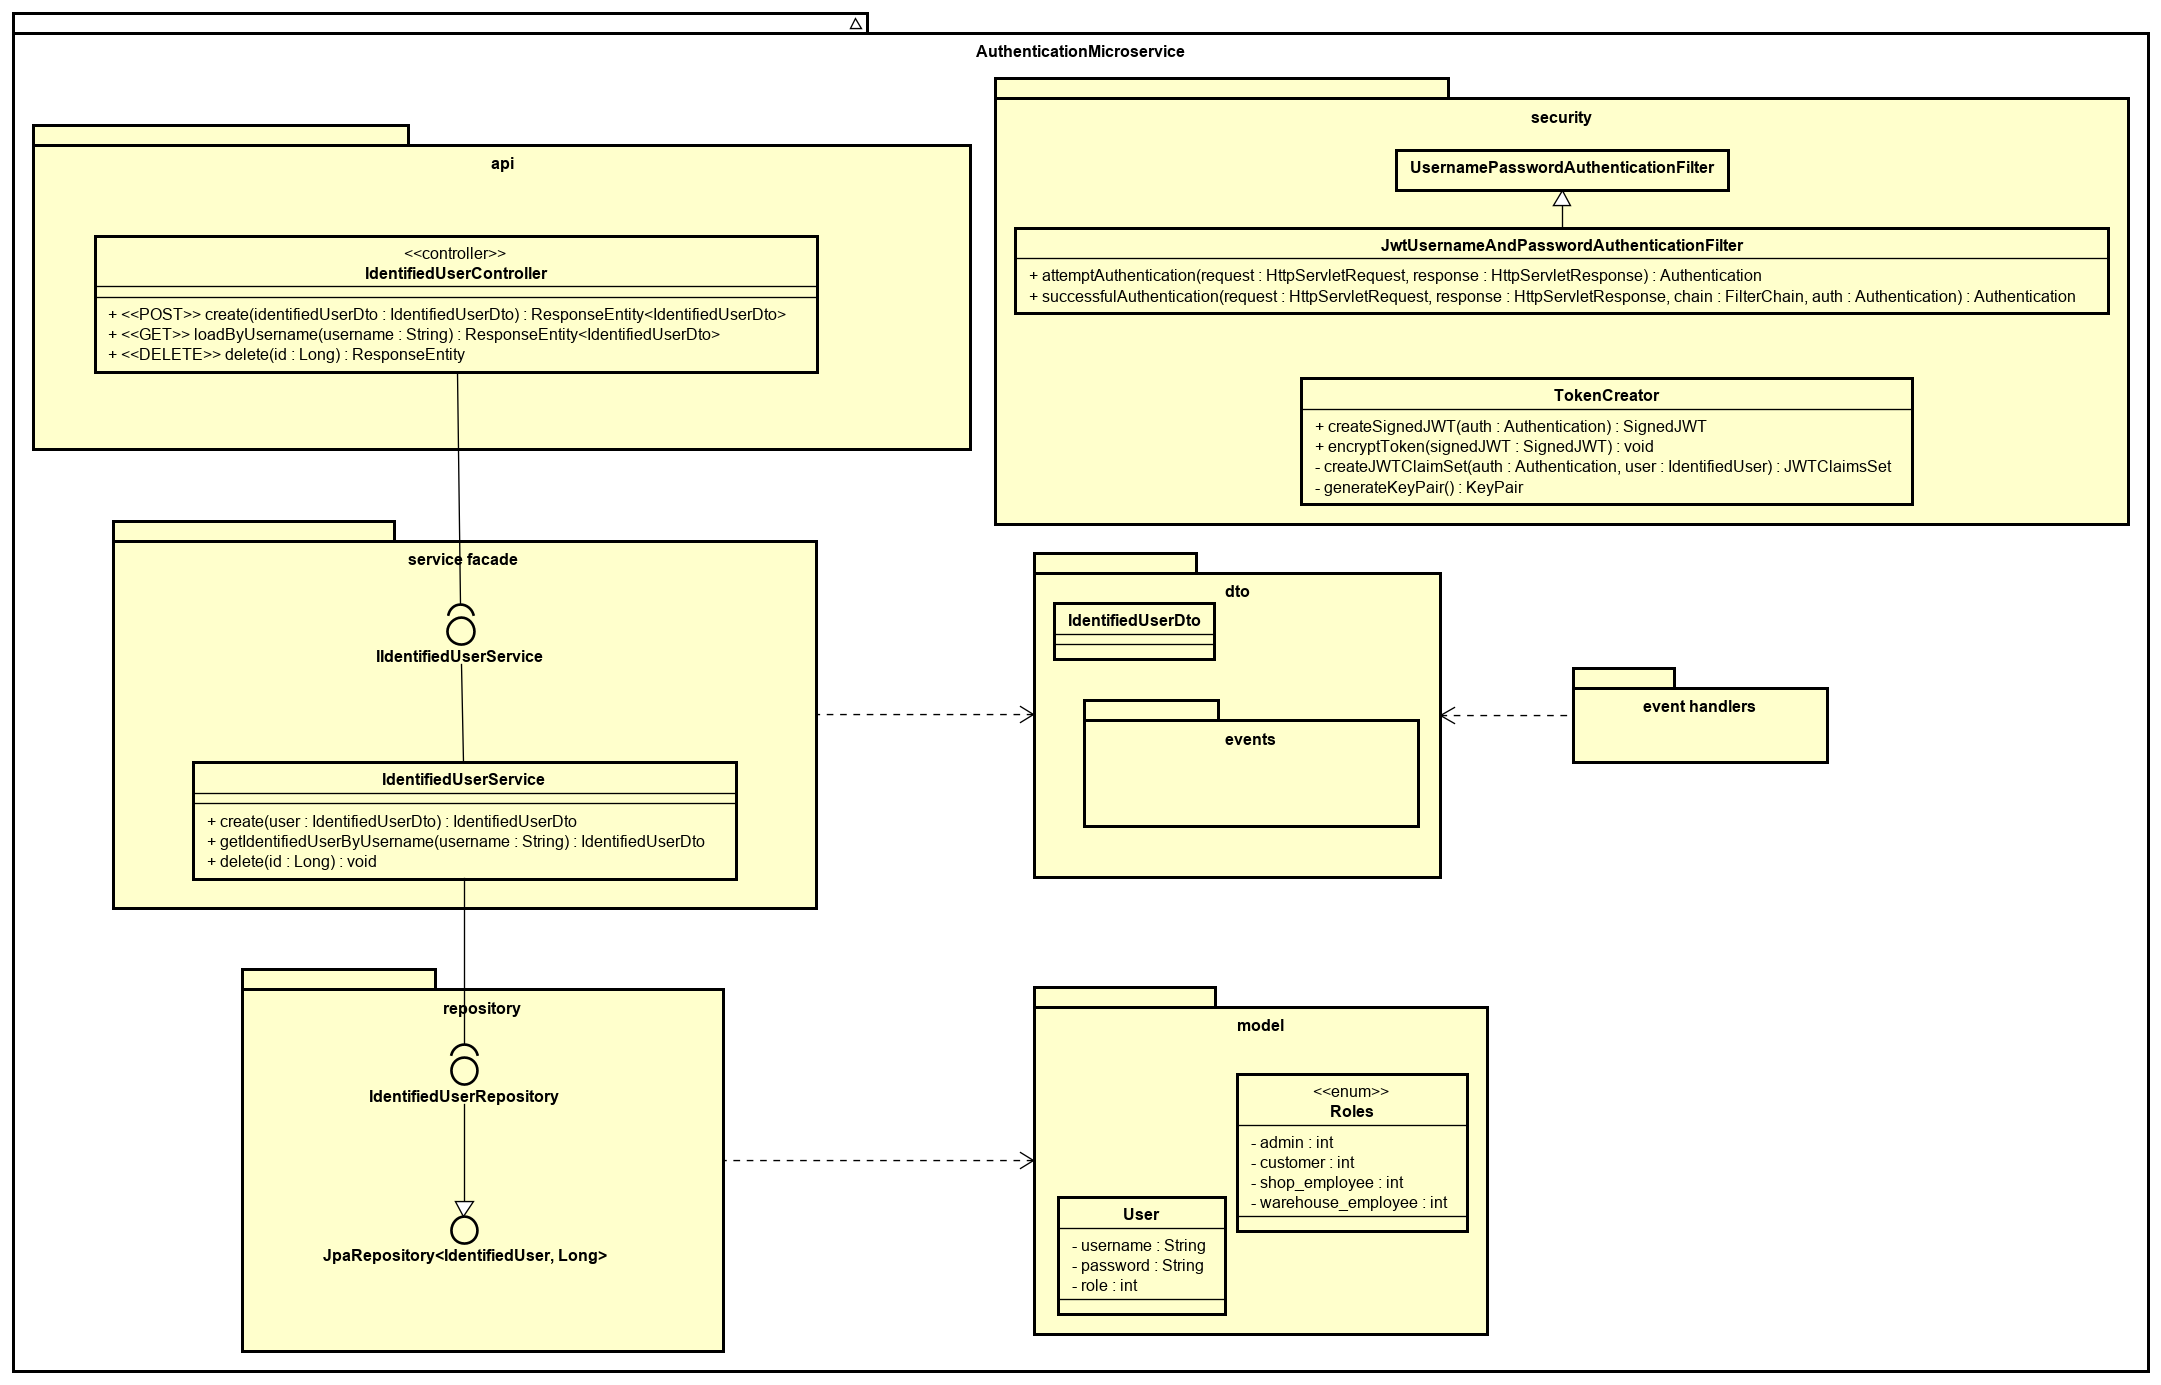 AuthenticationMicroservice
api
<<controller>>
IdentifiedUserController
+ <<POST>> create(identifiedUserDto : IdentifiedUserDto) : ResponseEntity<IdentifiedUserDto>
+ <<GET>> loadByUsername(username : String) : ResponseEntity<IdentifiedUserDto>
+ <<DELETE>> delete(id : Long) : ResponseEntity
security
UsernamePasswordAuthenticationFilter
JwtUsernameAndPasswordAuthenticationFilter
+ attemptAuthentication(request : HttpServletRequest, response : HttpServletResponse) : Authentication
+ successfulAuthentication(request : HttpServletRequest, response : HttpServletResponse, chain : FilterChain, auth : Authentication) : Authentication
TokenCreator
+ createSignedJWT(auth : Authentication) : SignedJWT
+ encryptToken(signedJWT : SignedJWT) : void
- createJWTClaimSet(auth : Authentication, user : IdentifiedUser) : JWTClaimsSet
- generateKeyPair() : KeyPair
service facade
IIdentifiedUserService
IdentifiedUserService
+ create(user : IdentifiedUserDto) : IdentifiedUserDto
+ getIdentifiedUserByUsername(username : String) : IdentifiedUserDto
+ delete(id : Long) : void
dto
IdentifiedUserDto
events
event handlers
repository
IdentifiedUserRepository
JpaRepository<IdentifiedUser, Long>
model
<<enum>>
Roles
- admin : int
- customer : int
- shop_employee : int
- warehouse_employee : int
User
- username : String
- password : String
- role : int